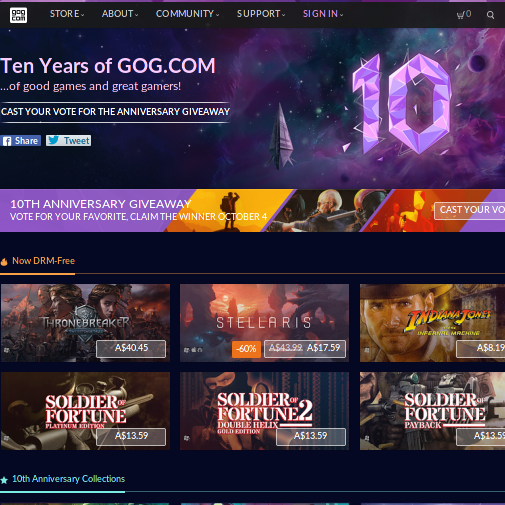 gog
com
STORE ABOUT COMMUNITY SUPPORT SIGN IN 0
Ten Years of GOG.COM
...of good games and great gamers!
CAST YOUR VOTE FOR THE ANNIVERSARY GIVEAWAY
Share Tweet
10
10TH ANNIVERSARY GIVEAWAY
VOTE FOR YOUR FAVORITE, CLAIM THE WINNER OCTOBER 4
CAST YOUR VO
Now DRM-Free
THRONEBREAKER
A$40.45
STELLARIS
-60% A$43.99 A$17.59
INDIANA JONES
INFERNAL MACHINE
A$8.19
SOLDIER OF
FORTUNE
PLATINUM EDITION
A$13.59
SOLDIER OF
FORTUNE 2
DOUBLE HELIX
GOLD EDITION
A$13.59
SOLDIER OF
FORTUNE
PAYBACK
A$13.59
10th Anniversary Collections